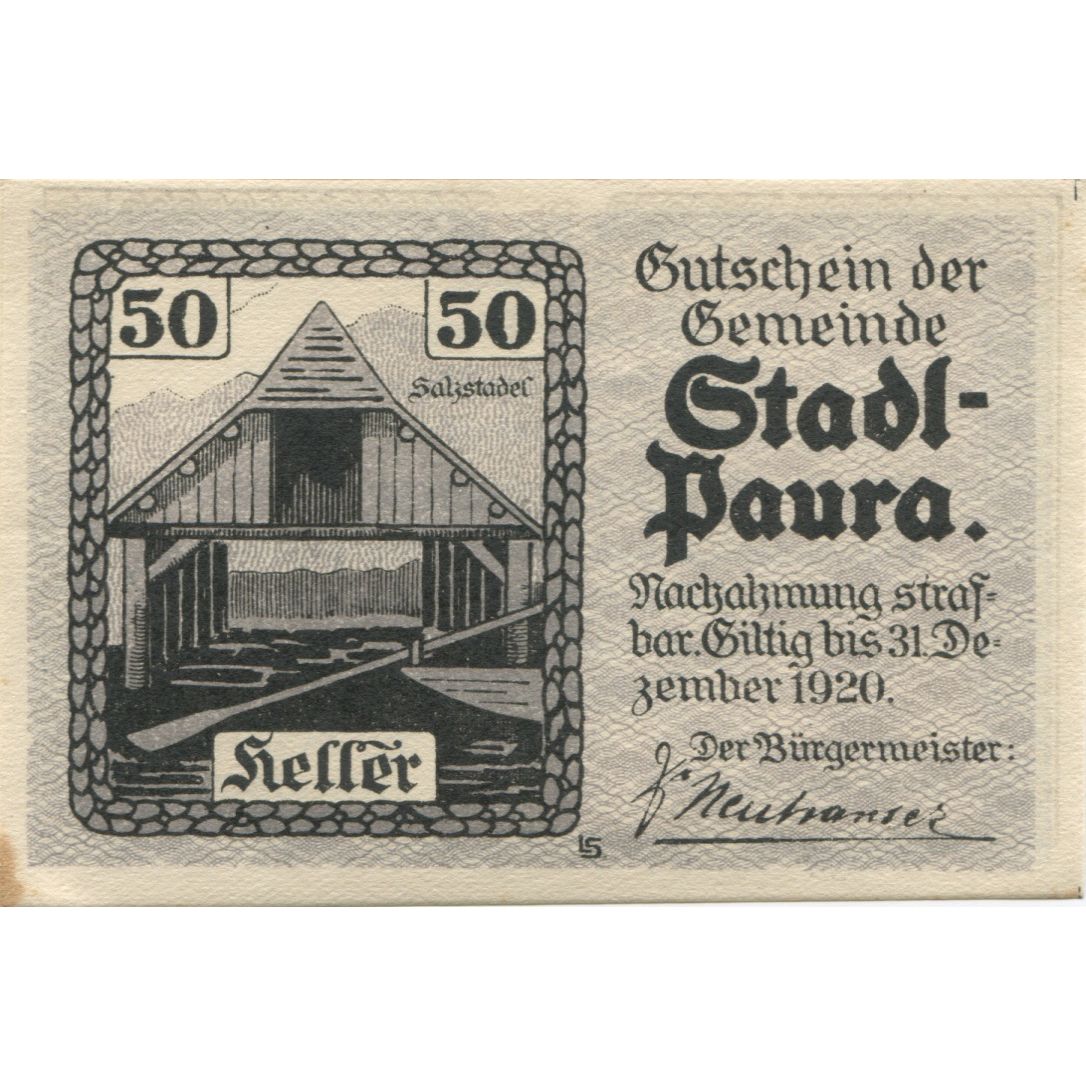 50
50
Salzstadel
Heller
Gutschein der
Gemeinde
Stadl-
Paura.
Nachahmung straf-
bar. Giltig bis 31. De-
zember 1920.
Der Bürgermeister:
LS